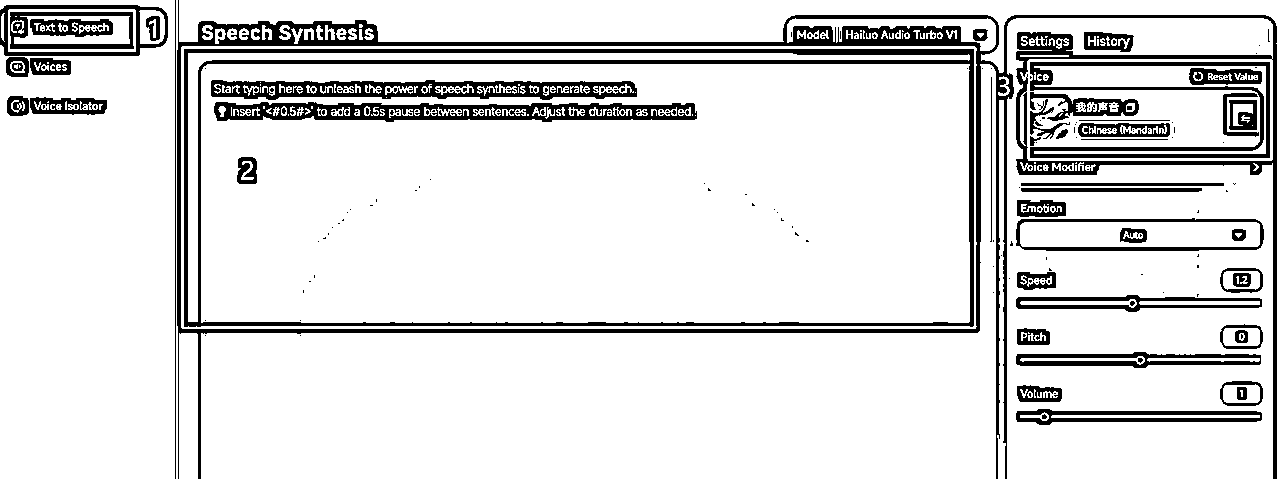 Text to Speech
1
Voices
Voice Isolator
Speech Synthesis
Model
Hailuo Audio Turbo V1
Start typing here to unleash the power of speech synthesis to generate speech.
Insert '<#0.5#>' to add a 0.5s pause between sentences. Adjust the duration as needed.
2
Settings
History
3
Voice
Reset Value
我的声音
Chinese (Mandarin)
Voice Modifier
Emotion
Auto
Speed
1.2
Pitch
0
Volume
1